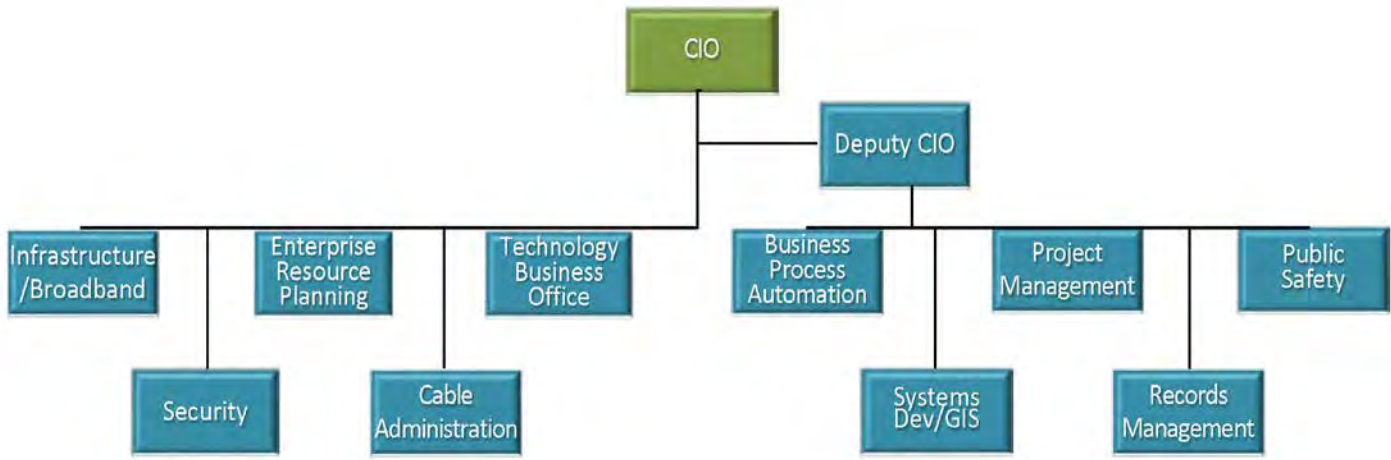 CIO
Deputy CIO
Infrastructure
/Broadband
Enterprise
Resource
Planning
Technology
Business
Office
Business
Process
Automation
Project
Management
Public
Safety
Security
Cable
Administration
Systems
Dev/GIS
Records
Management